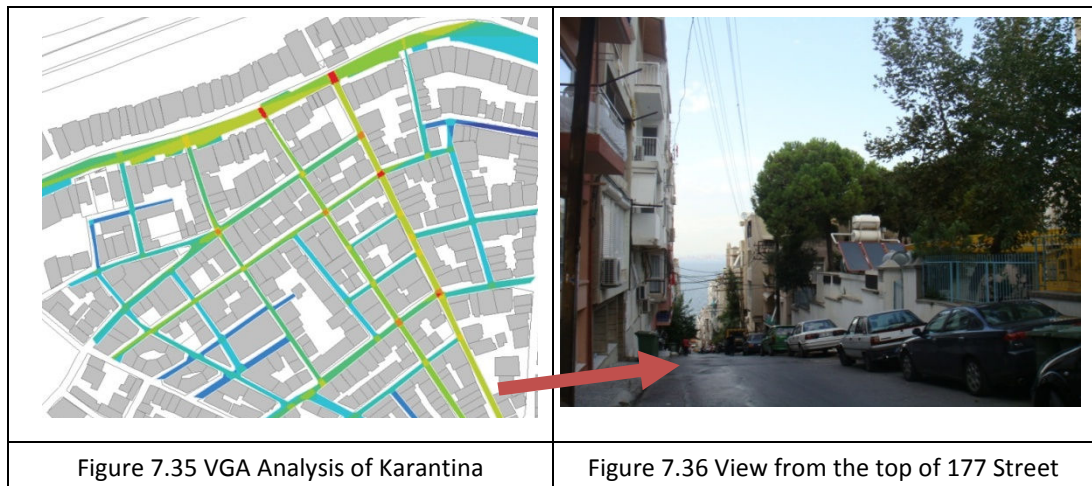 Figure 7.35 VGA Analysis of Karantina
Figure 7.36 View from the top of 177 Street